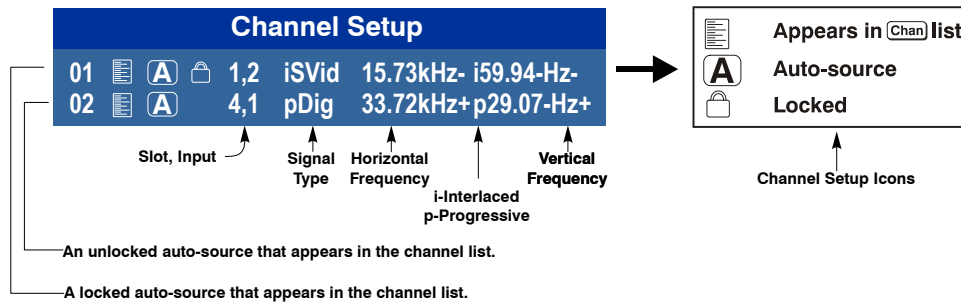 Channel Setup
01 A 1,2 iSVid 15.73kHz- i59.94-Hz-
02 A 4,1 pDig 33.72kHz+p29.07-Hz+
Slot, Input
Signal Type
Horizontal Frequency
i-Interlaced
p-Progressive
Vertical Frequency
An unlocked auto-source that appears in the channel list.
A locked auto-source that appears in the channel list.
Appears in Chan list
A Auto-source
Locked
Channel Setup Icons